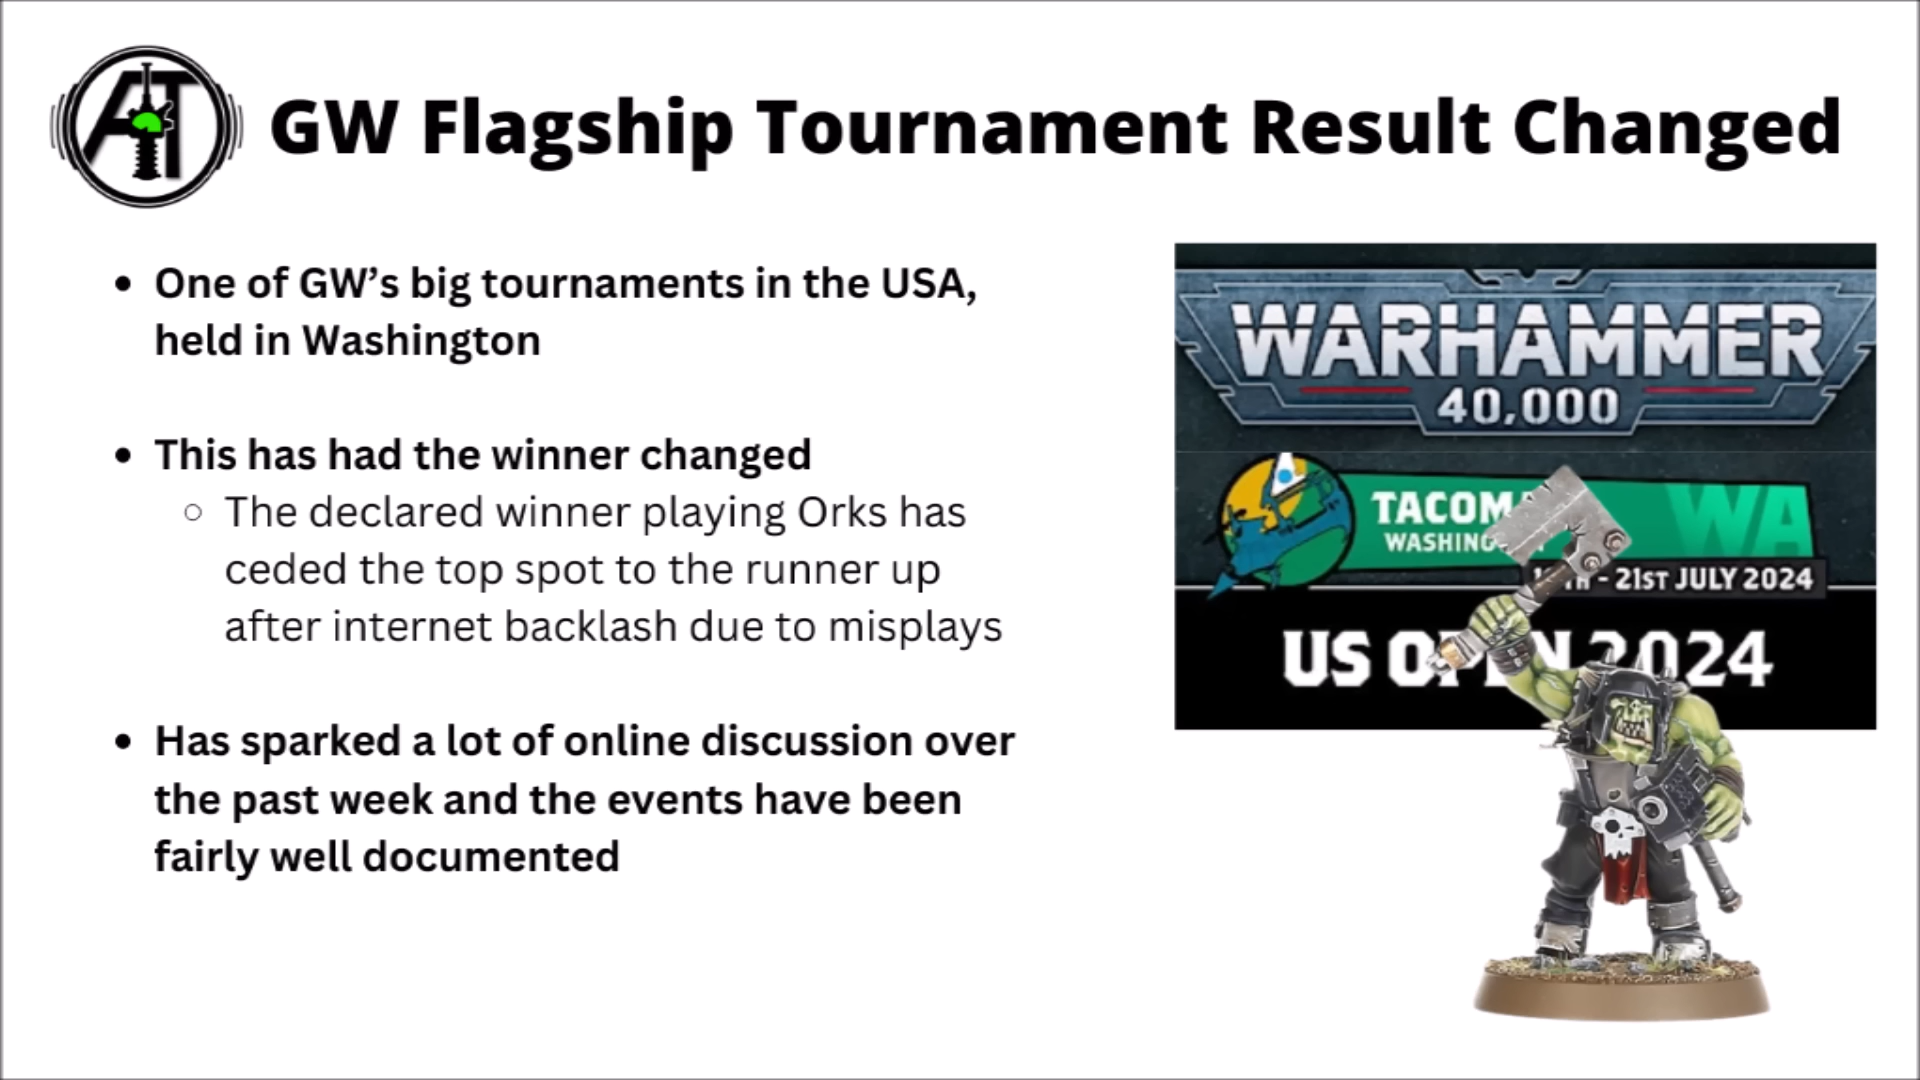 AT
GW Flagship Tournament Result Changed
One of GW’s big tournaments in the USA,
held in Washington
This has had the winner changed
The declared winner playing Orks has
ceded the top spot to the runner up
after internet backlash due to misplays
Has sparked a lot of online discussion over
the past week and the events have been
fairly well documented
WARHAMMER
40,000
WA
- 21ST JULY 2024
US 2024